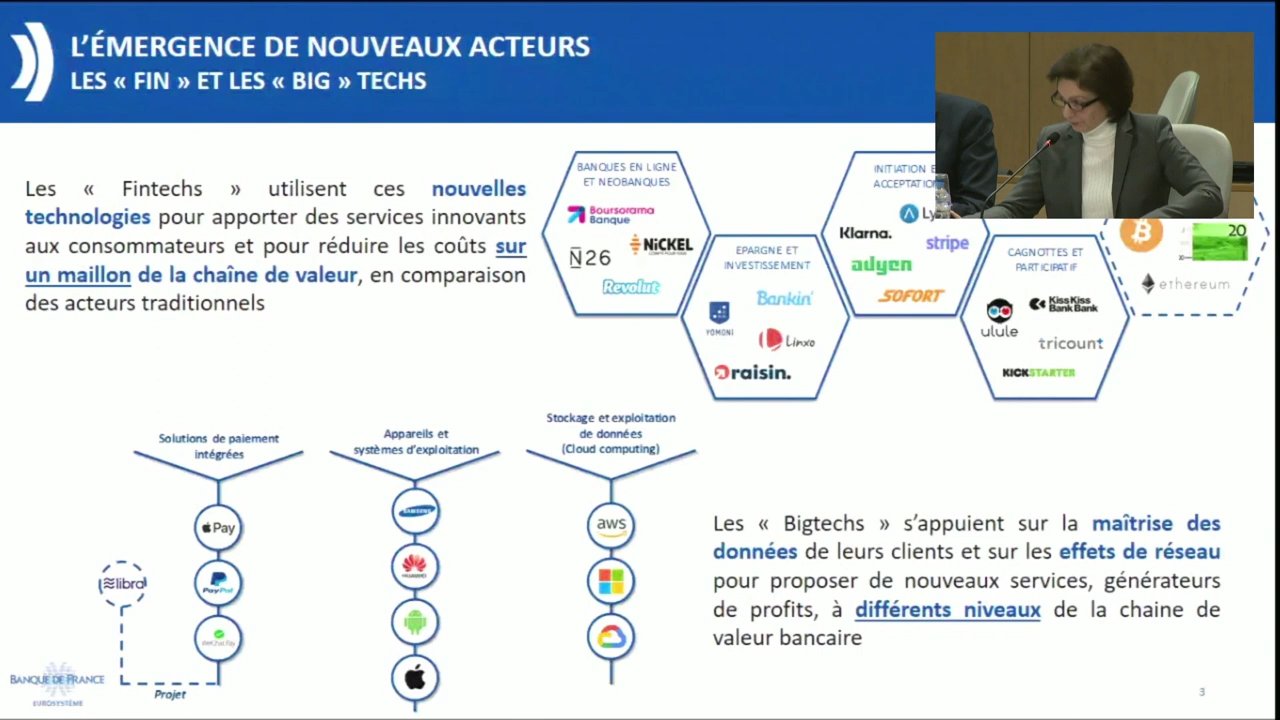 L'ÉMERGENCE DE NOUVEAUX ACTEURS
LES « FIN » ET LES « BIG » TECHS
Les « Fintechs » utilisent ces nouvelles
technologies pour apporter des services innovants
aux consommateurs et pour réduire les coûts sur
un maillon de la chaîne de valeur, en comparaison
des acteurs traditionnels
BANQUES EN LIGNE
ET NEOBANQUES
Boursorama
Banque
N26
NiCKEL
Revolut
EPARGNE ET
INVESTISSEMENT
YOMONI
Bankin'
Linxo
raisin.
INITIATION E
ACCEPTATIO
Ly
Klarna.
stripe
adyen
SOFORT
CAGNOTTES ET
PARTICIPATIF
ulule
KissKiss
BankBank
tricount
KICKSTARTER
20
ethereum
Solutions de paiement
intégrées
Pay
PayPal
WeChat Pay
libra
Projet
Appareils et
systèmes d'exploitation
SAMSUNG
HUAWEI
Stockage et exploitation
de données
(Cloud computing)
aws
Les « Bigtechs » s'appuient sur la maîtrise des
données de leurs clients et sur les effets de réseau
pour proposer de nouveaux services, générateurs
de profits, à différents niveaux de la chaine de
valeur bancaire
BANQUE DE FRANCE
EUROSYSTÈME
3